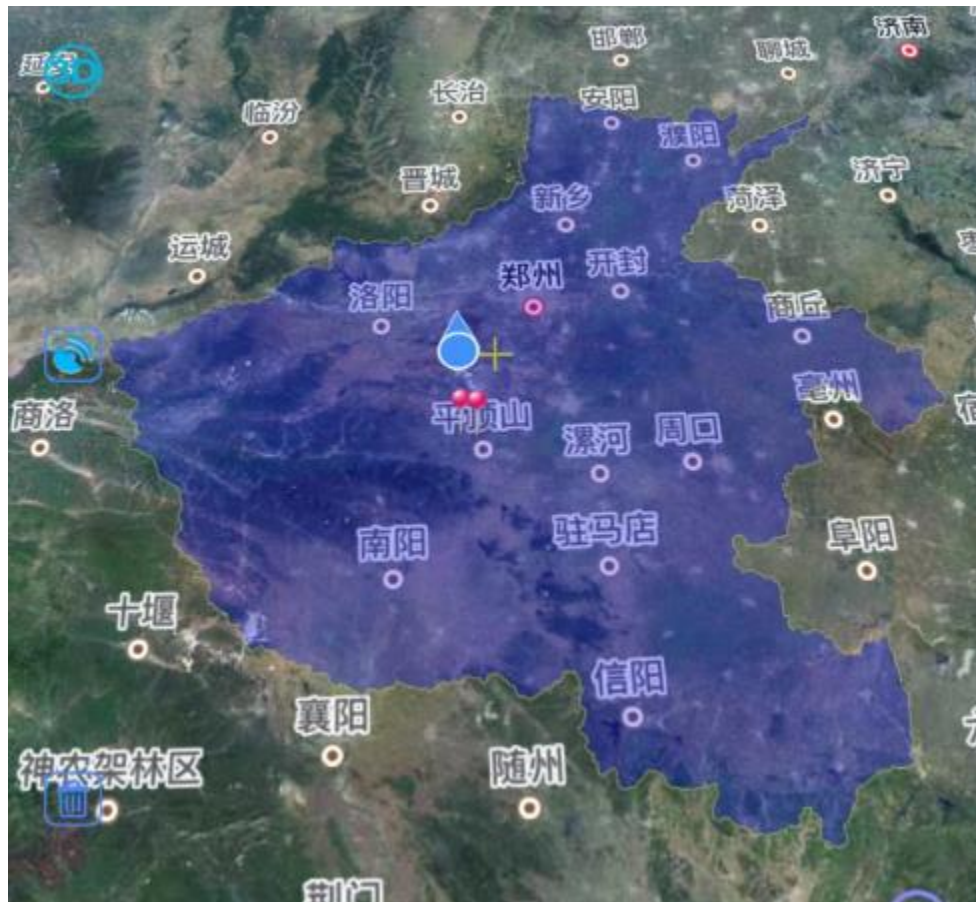 邯郸
聊城
济南
延安
3D
长治
安阳
临汾
濮阳
晋城
济宁
新乡
菏泽
运城
开封
郑州
洛阳
商丘
亳州
商洛
平顶山
漯河
周口
驻马店
南阳
阜阳
十堰
信阳
襄阳
神农架林区
随州
荆门